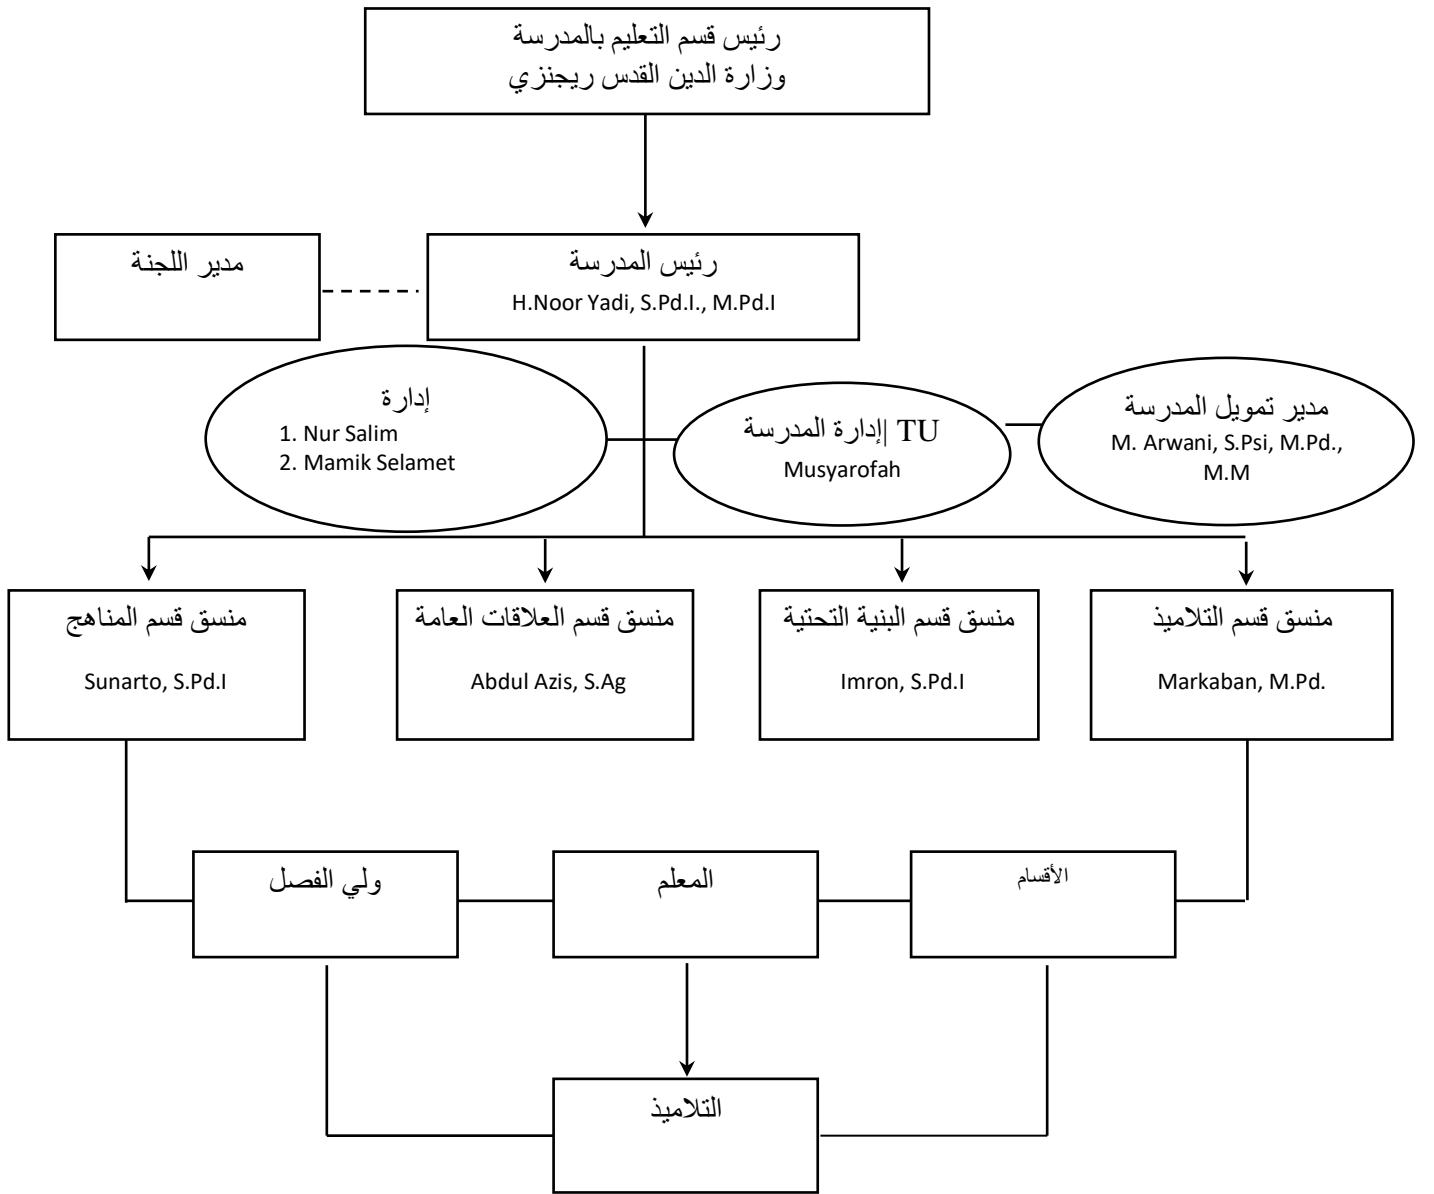 رئيس قسم التعليم بالمدرسة
وزارة الدين القدس ريجنزي
مدير اللجنة
رئيس المدرسة
H.Noor Yadi, S.Pd.I., M.Pd.I
إدارة
1. Nur Salim
2. Mamik Selamet
TU |إدارة المدرسة
Musyarofah
مدير تمويل المدرسة
M. Arwani, S.Psi, M.Pd.,
M.M
منسق قسم المناهج
Sunarto, S.Pd.I
منسق قسم العلاقات العامة
Abdul Azis, S.Ag
منسق قسم البنية التحتية
Imron, S.Pd.I
منسق قسم التلاميذ
Markaban, M.Pd.
ولي الفصل
المعلم
الأقسام
التلاميذ